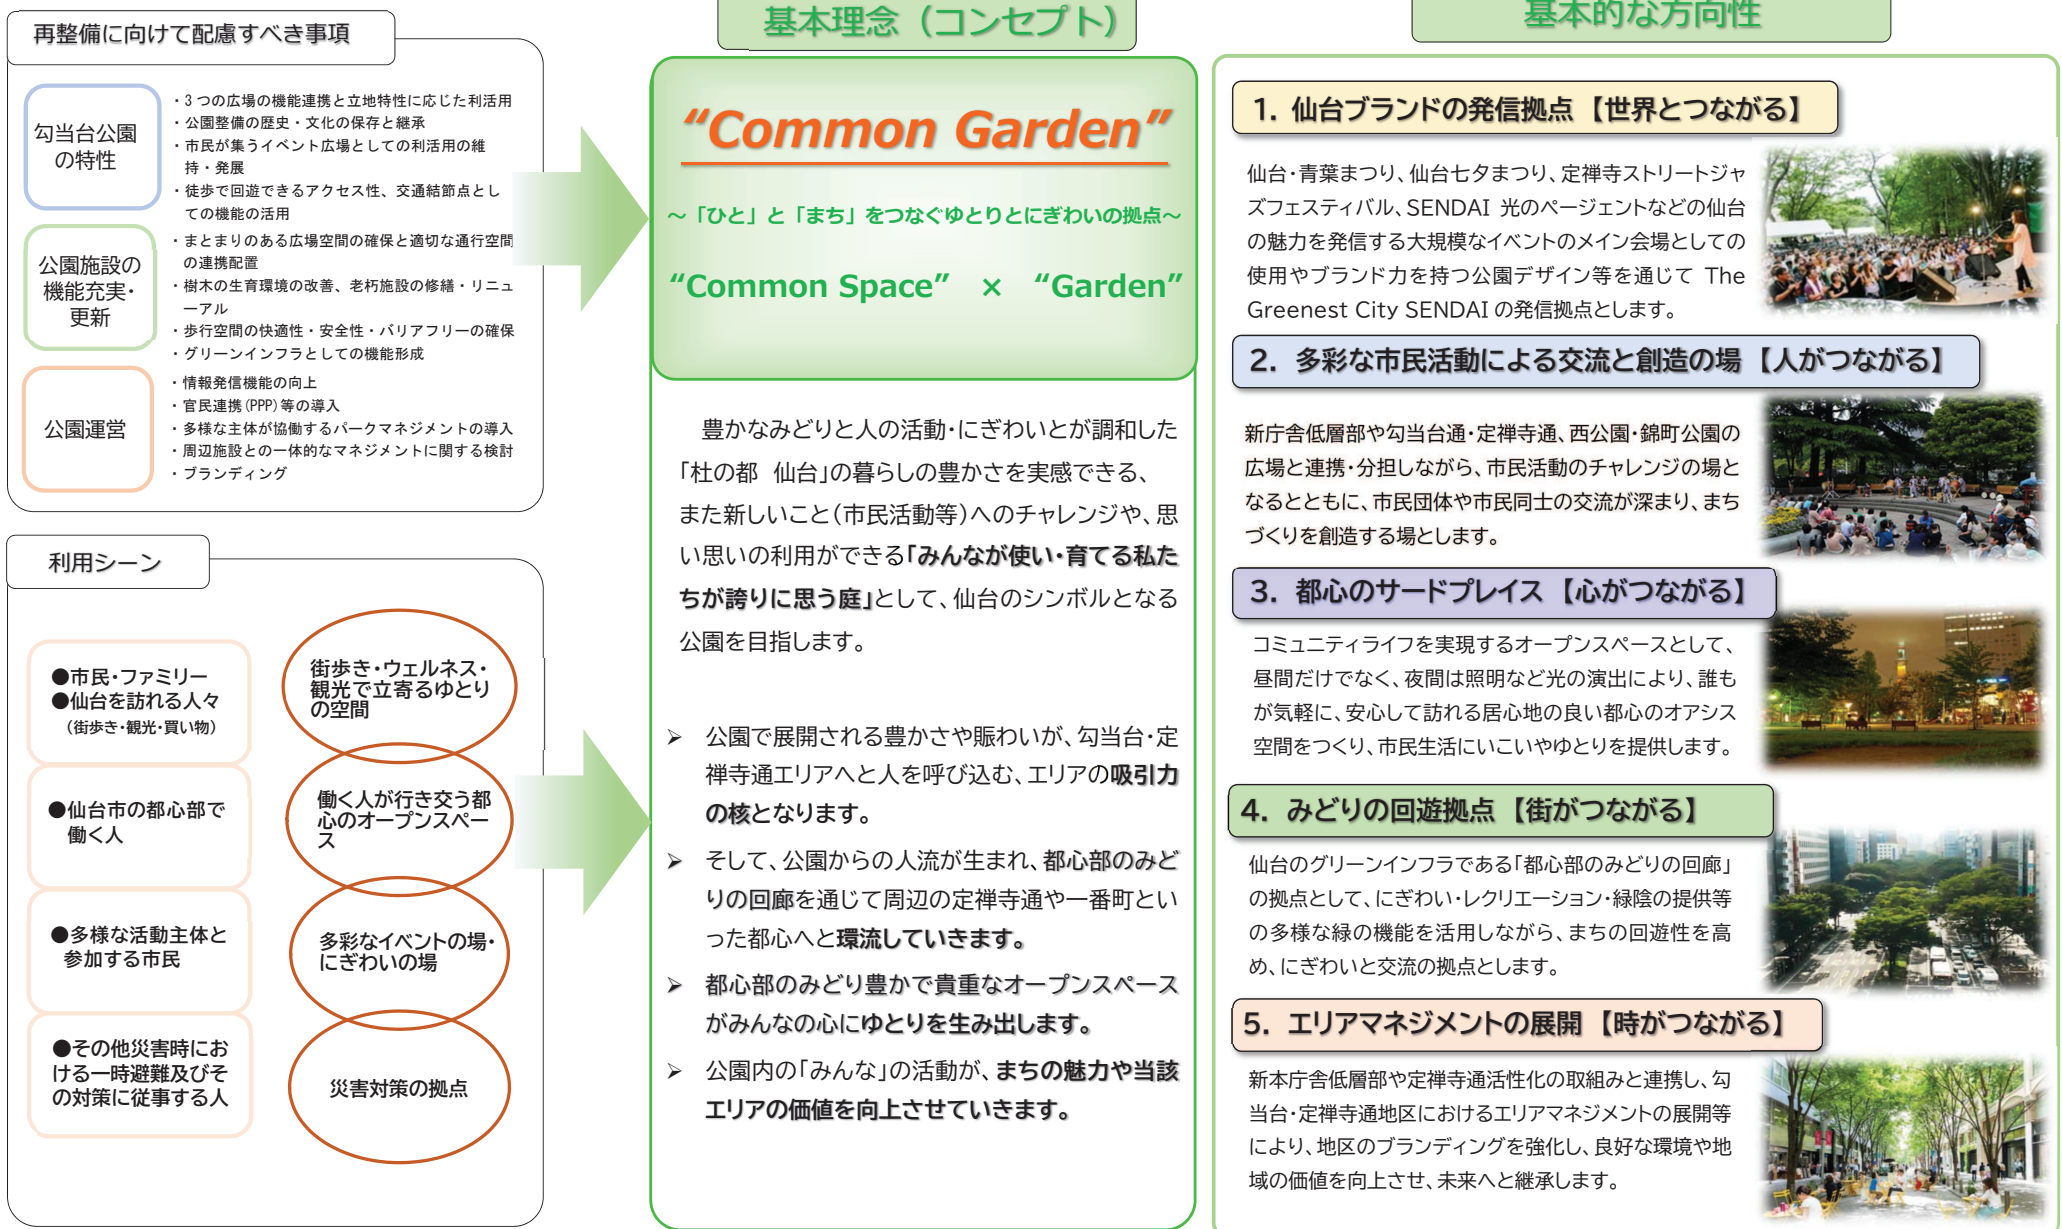 再整備に向けて配慮すべき事項
勾当台公園
の特性
・3つの広場の機能連携と立地特性に応じた利活用
・公園整備の歴史・文化の保存と継承
・市民が集うイベント広場としての利活用の維
持・発展
・徒歩で回遊できるアクセス性、交通結節点とし
ての機能の活用
公園施設の
機能充実・
更新
・まとまりのある広場空間の確保と適切な通行空間
の連携配置
・樹木の生育環境の改善、老朽施設の修繕・リニュ
ーアル
・歩行空間の快適性・安全性・バリアフリーの確保
・グリーンインフラとしての機能形成
公園運営
・情報発信機能の向上
・官民連携(PPP)等の導入
・多様な主体が協働するパークマネジメントの導入
・周辺施設との一体的なマネジメントに関する検討
・ブランディング
利用シーン
●市民・ファミリー
●仙台を訪れる人々
（街歩き・観光・買い物）
●仙台市の都心部で
働く人
●多様な活動主体と
参加する市民
●その他災害時にお
ける一時避難及びそ
の対策に従事する人
街歩き・ウェルネス・
観光で立寄るゆとり
の空間
働く人が行き交う都
心のオープンスペー
ス
多彩なイベントの場・
にぎわいの場
災害対策の拠点
基本理念（コンセプト）
“Common Garden”
～「ひと」と「まち」をつなぐゆとりとにぎわいの拠点～
“Common Space” × “Garden”
豊かなみどりと人の活動・にぎわいとが調和した
「杜の都 仙台」の暮らしの豊かさを実感できる、
また新しいこと（市民活動等）へのチャレンジや、思
い思いの利用ができる「みんなが使い・育てる私た
ちが誇りに思う庭」として、仙台のシンボルとなる
公園を目指します。
➢ 公園で展開される豊かさや賑わいが、勾当台・定
禅寺通エリアへと人を呼び込む、エリアの吸引力
の核となります。
➢ そして、公園からの人流が生まれ、都心部のみど
りの回廊を通じて周辺の定禅寺通や一番町とい
った都心へと環流していきます。
➢ 都心部のみどり豊かで貴重なオープンスペース
がみんなの心にゆとりを生み出します。
➢ 公園内の「みんな」の活動が、まちの魅力や当該
エリアの価値を向上させていきます。
基本的な方向性
1. 仙台ブランドの発信拠点 【世界とつながる】
仙台・青葉まつり、仙台七夕まつり、定禅寺ストリートジャ
ズフェスティバル、SENDAI 光のページェントなどの仙台
の魅力を発信する大規模なイベントのメイン会場としての
使用やブランド力を持つ公園デザイン等を通じて The
Greenest City SENDAI の発信拠点とします。
2. 多彩な市民活動による交流と創造の場 【人がつながる】
新庁舎低層部や勾当台通・定禅寺通、西公園・錦町公園の
広場と連携・分担しながら、市民活動のチャレンジの場と
なるとともに、市民団体や市民同士の交流が深まり、まち
づくりを創造する場とします。
3. 都心のサードプレイス 【心がつながる】
コミュニティライフを実現するオープンスペースとして、
昼間だけでなく、夜間は照明など光の演出により、誰も
が気軽に、安心して訪れる居心地の良い都心のオアシス
空間をつくり、市民生活にいこいやゆとりを提供します。
4. みどりの回遊拠点 【街がつながる】
仙台のグリーンインフラである「都心部のみどりの回廊」
の拠点として、にぎわい・レクリエーション・緑陰の提供等
の多様な緑の機能を活用しながら、まちの回遊性を高
め、にぎわいと交流の拠点とします。
5. エリアマネジメントの展開 【時がつながる】
新本庁舎低層部や定禅寺通活性化の取組みと連携し、勾
当台・定禅寺通地区におけるエリアマネジメントの展開等
により、地区のブランディングを強化し、良好な環境や地
域の価値を向上させ、未来へと継承します。